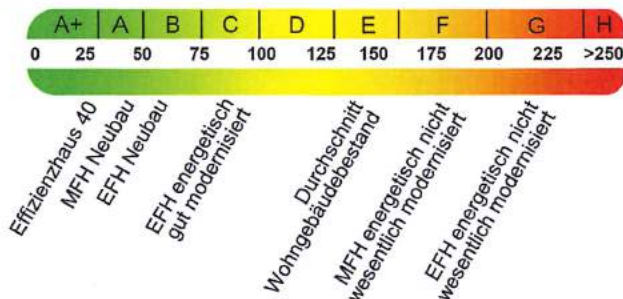 A+ A B C D E F G H
0 25 50 75 100 125 150 175 200 225 >250
Effizienzhaus 40
MFH Neubau
EFH Neubau
EFH energetisch
gut modernisiert
Durchschnitt
Wohngebäudebestand
MFH energetisch nicht
wesentlich modernisiert
EFH energetisch nicht
wesentlich modernisiert